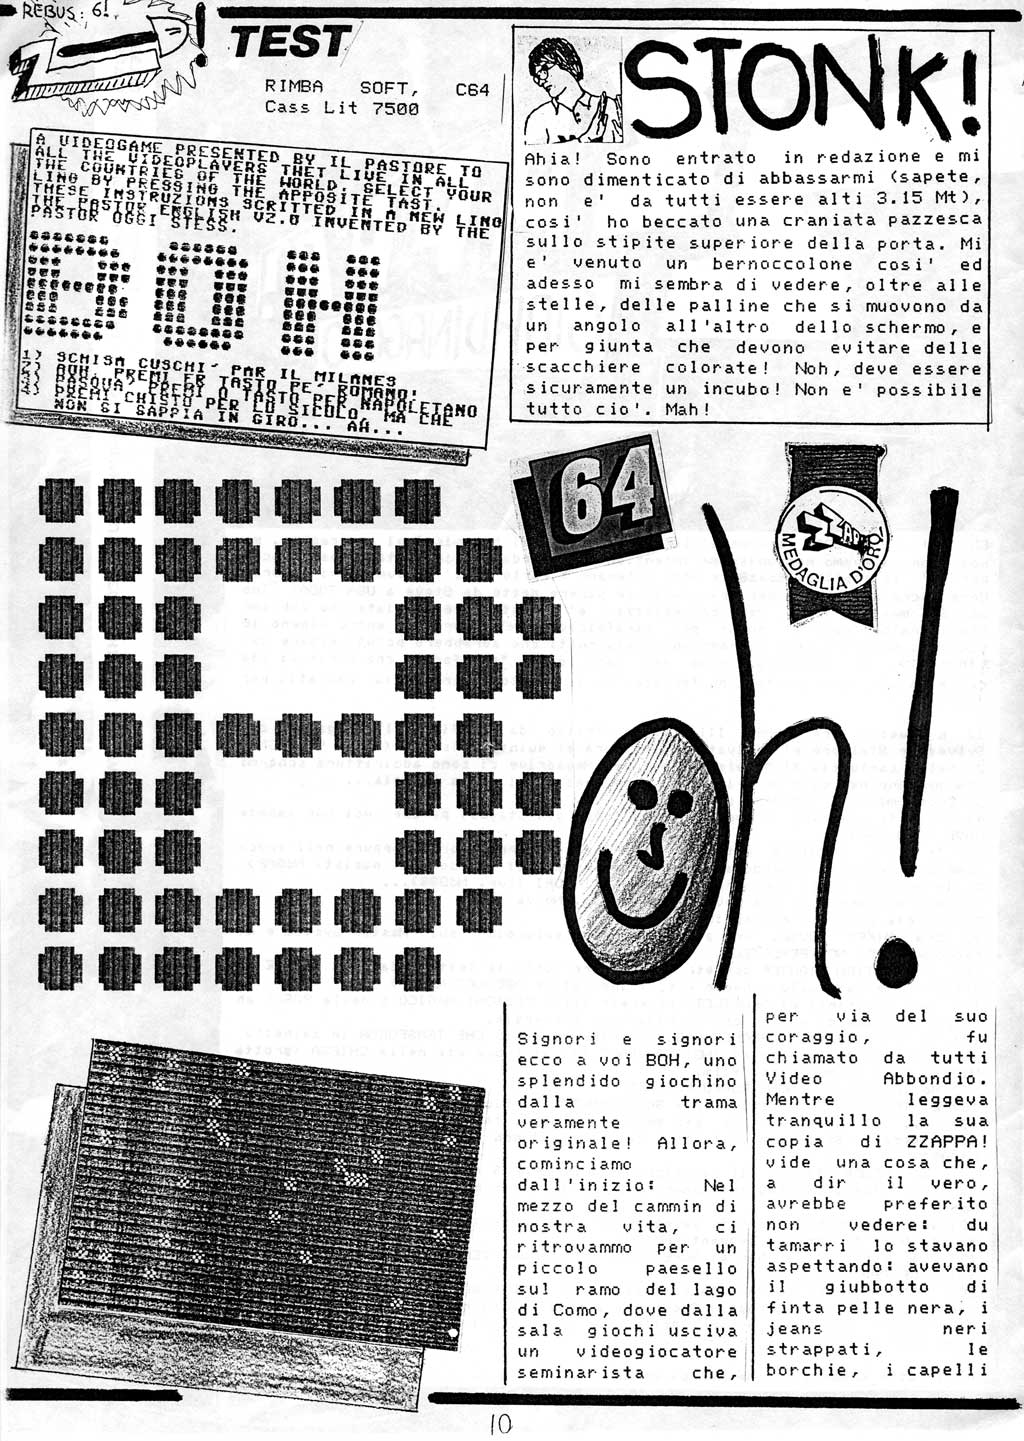 REBUS: 6!
TEST
RIMBA SOFT, C64
Cass Lit 7500
A VIDEOGAME PRESENTED BY IL PASTORE TO
ALL THE VIDEOPLAYERS THET LIVE IN ALL
THE COUNTRIES OF THE WORLD. SELECT YOUR
LINO BY PRESSING THE APPOSITE TAST.
THESE INSTRUZIONS SCRITTED IN A NEW LINO
THE PASTOR ENGLISH V2.0 INVENTED BY THE
PASTOR OGGI STESS.
BOH
1) SCHISA CUSCHI' PAR IL MILANES
2) AOH, PREMI ER TASTO PE' ROMANO!
3) PASQUA', PREMI O TASTO PER NAPOLETANO
4) PREMI CHISTU PER LO SICOLO, MA CHE
NON SI SAPPIA IN GIRO... AH...
STONK!
Ahia! Sono entrato in redazione e mi
sono dimenticato di abbassarmi (sapete,
non e' da tutti essere alti 3.15 Mt),
cosi' ho beccato una craniata pazzesca
sullo stipite superiore della porta. Mi
e' venuto un bernoccolone cosi' ed
adesso mi sembra di vedere, oltre alle
stelle, delle palline che si muovono da
un angolo all'altro dello schermo, e
per giunta che devono evitare delle
scacchiere colorate! Noh, deve essere
sicuramente un incubo! Non e' possibile
tutto cio'. Mah!
64
ZZAPP!
MEDAGLIA D'ORO
B oh!
Signori e signori
ecco a voi BOH, uno
splendido giochino
dalla trama
veramente
originale! Allora,
cominciamo
dall'inizio: Nel
mezzo del cammin di
nostra vita, ci
ritrovammo per un
piccolo paesello
sul ramo del lago
di Como, dove dalla
sala giochi usciva
un videogiocatore
seminarista che,
per via del suo
coraggio, fu
chiamato da tutti
Video Abbondio.
Mentre leggeva
tranquillo la sua
copia di ZZAPPA!
vide una cosa che,
a dir il vero,
avrebbe preferito
non vedere: du
tamarri lo stavano
aspettando: avevano
il giubbotto di
finta pelle nera, i
jeans neri
strappati, le
borchie, i capelli
10